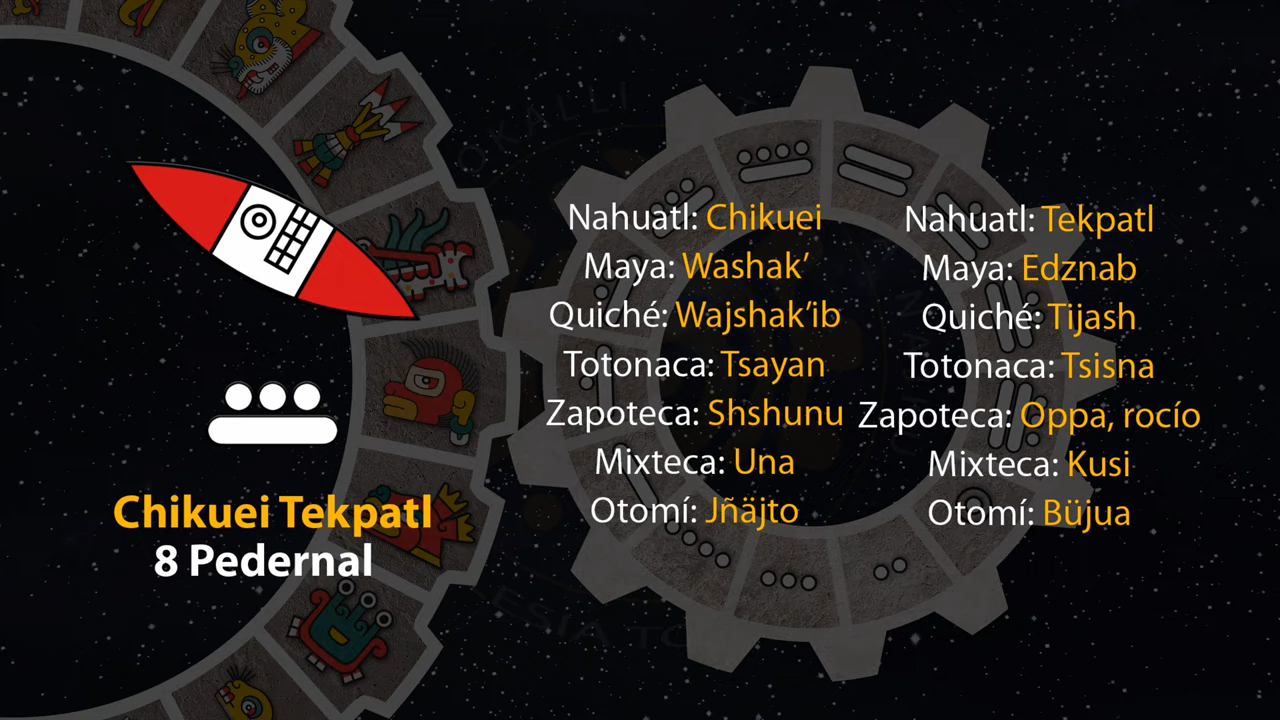 Nahuatl: Chikuei
Maya: Washak’
Quiché: Wajshak’ib
Totonaca: Tsayan
Zapoteca: Shshunu
Mixteca: Una
Otomí: Jñäjto
Nahuatl: Tekpatl
Maya: Edznab
Quiché: Tijash
Totonaca: Tsisna
Zapoteca: Oppa, rocío
Mixteca: Kusi
Otomí: Büjua
Chikuei Tekpatl
8 Pedernal